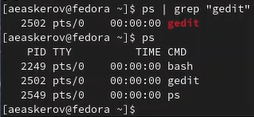 [aeaskerov@fedora ~]$ ps | grep "gedit"
   2502 pts/0    00:00:00 gedit
[aeaskerov@fedora ~]$ ps
    PID TTY          TIME CMD
   2249 pts/0    00:00:00 bash
   2502 pts/0    00:00:00 gedit
   2549 pts/0    00:00:00 ps
[aeaskerov@fedora ~]$